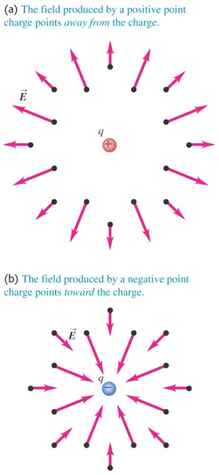 (a) The field produced by a positive point
charge points away from the charge.
E⃗
q
+
(b) The field produced by a negative point
charge points toward the charge.
E⃗
q
−